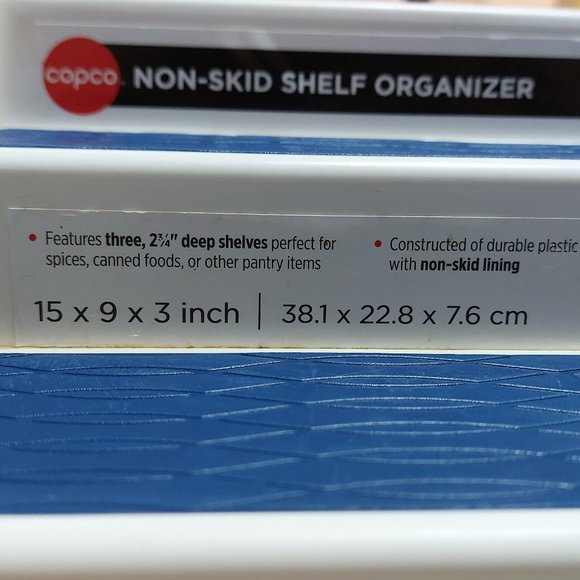 copco NON-SKID SHELF ORGANIZER
• Features three, 2¾" deep shelves perfect for
spices, canned foods, or other pantry items
• Constructed of durable plastic
with non-skid lining
15 x 9 x 3 inch | 38.1 x 22.8 x 7.6 cm